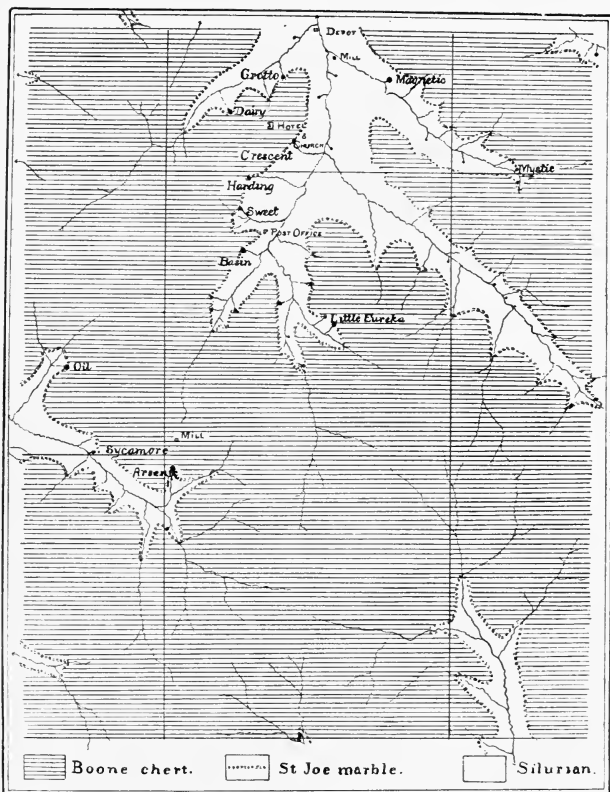 DEPOT
MILL
Grotto
Magnetic
Dairy
HOTEL
&
CHURCH
Crescent
Mystic
Harding
Sweet
POST OFFICE
Basin
Little Eureka
Oil
MILL
Sycamore
Arsenic
Boone chert. St Joe marble. Silurian.